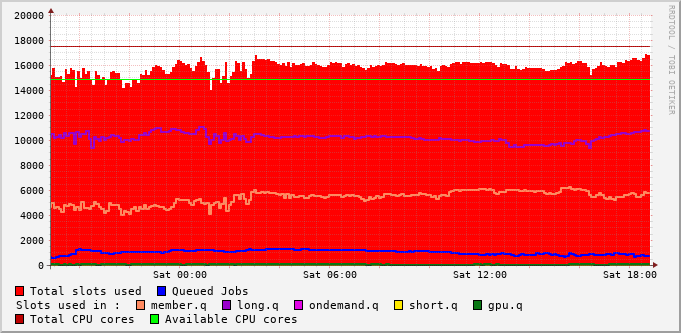 20000
18000
16000
14000
12000
10000
8000
6000
4000
2000
0
Sat 00:00 Sat 06:00 Sat 12:00 Sat 18:00
Total slots used Queued Jobs
Slots used in : member.q long.q ondemand.q short.q gpu.q
Total CPU cores Available CPU cores
RRDTOOL / TOBI OETIKER